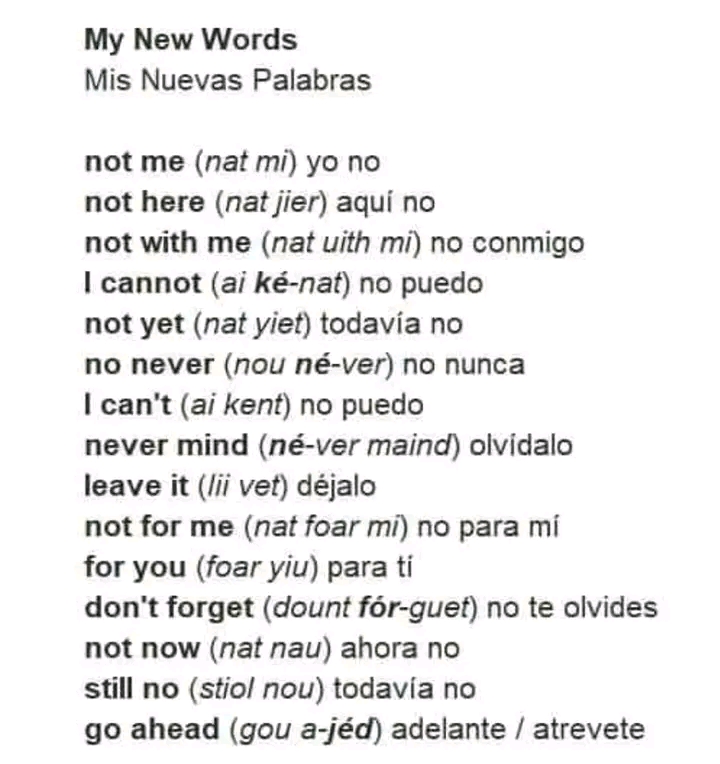 My New Words
Mis Nuevas Palabras
not me (nat mi) yo no
not here (nat jier) aquí no
not with me (nat uith mi) no conmigo
I cannot (ai ké-nat) no puedo
not yet (nat yiet) todavía no
no never (nou né-ver) no nunca
I can't (ai kent) no puedo
never mind (né-ver maind) olvídalo
leave it (lii vet) déjalo
not for me (nat foar mi) no para mí
for you (foar yiu) para tí
don't forget (dount fór-guet) no te olvides
not now (nat nau) ahora no
still no (stiol nou) todavía no
go ahead (gou a-jéd) adelante / atrevete